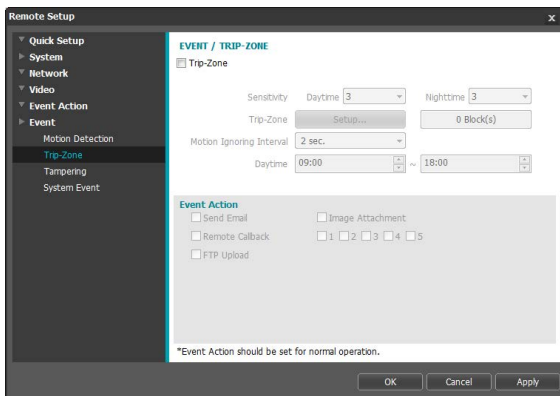 Remote Setup x
Quick Setup
System
Network
Video
Event Action
Event
Motion Detection
Trip-Zone
Tampering
System Event
EVENT / TRIP-ZONE
Trip-Zone
Sensitivity Daytime 3 Nighttime 3
Trip-Zone Setup... 0 Block(s)
Motion Ignoring Interval 2 sec.
Daytime 09:00 ~ 18:00
Event Action
Send Email Image Attachment
Remote Callback 1 2 3 4 5
FTP Upload
*Event Action should be set for normal operation.
OK Cancel Apply